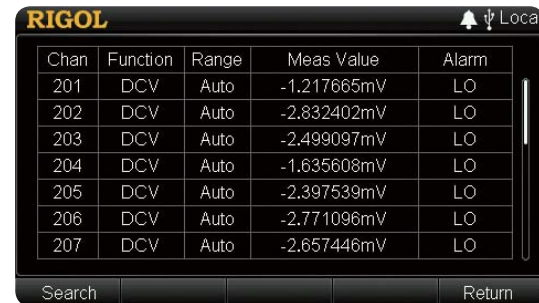 RIGOL Loca
Chan Function Range Meas Value Alarm
201 DCV Auto -1.217665mV LO
202 DCV Auto -2.832402mV LO
203 DCV Auto -2.499097mV LO
204 DCV Auto -1.635608mV LO
205 DCV Auto -2.397539mV LO
206 DCV Auto -2.771096mV LO
207 DCV Auto -2.657446mV LO
Search Return